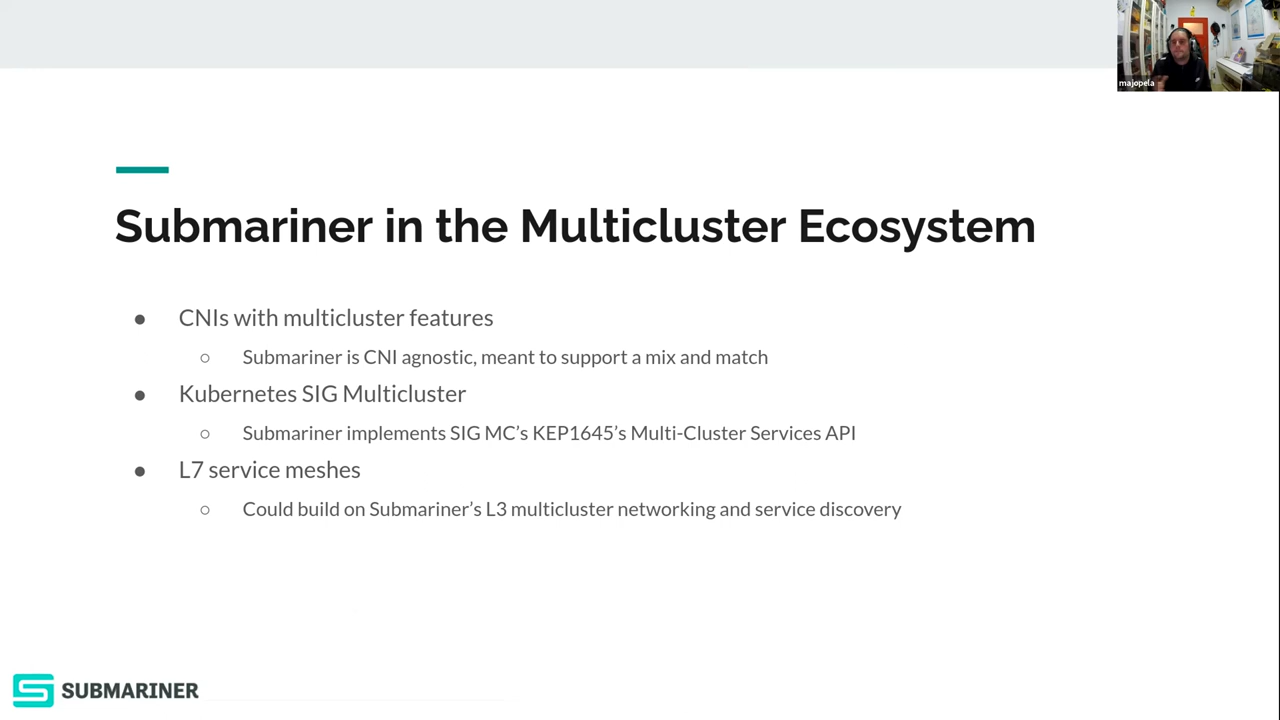 majopela
Submariner in the Multicluster Ecosystem
● CNIs with multicluster features
○ Submariner is CNI agnostic, meant to support a mix and match
● Kubernetes SIG Multicluster
○ Submariner implements SIG MC’s KEP1645’s Multi-Cluster Services API
● L7 service meshes
○ Could build on Submariner’s L3 multicluster networking and service discovery
SUBMARINER